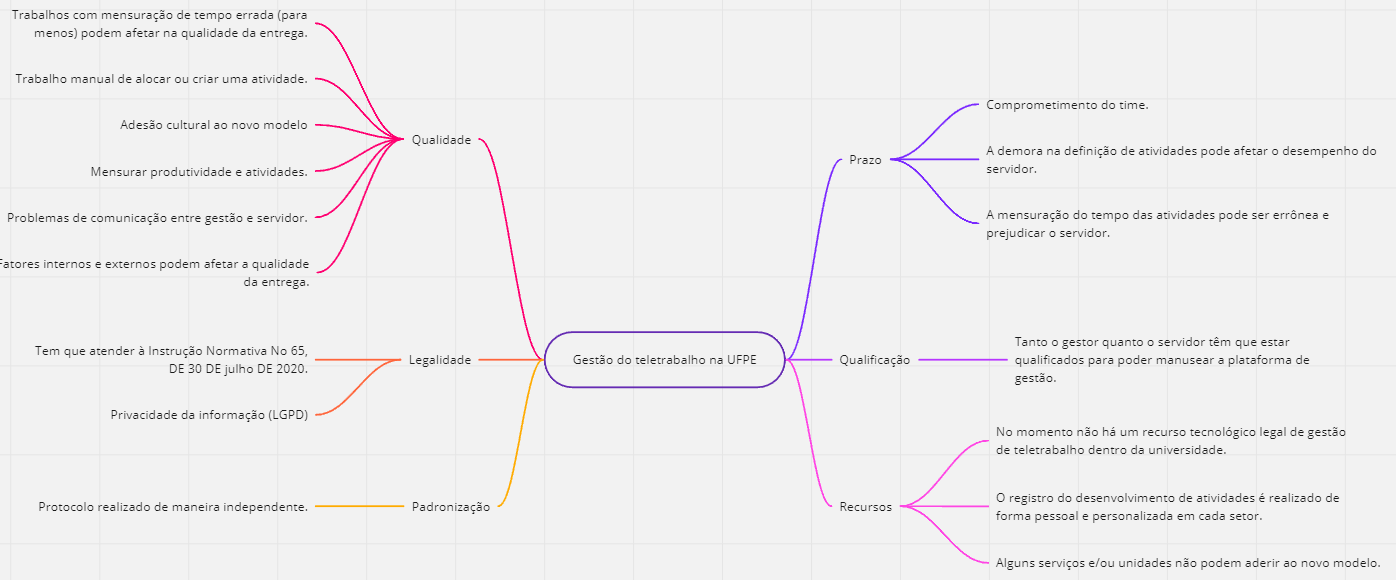 Trabalhos com mensuração de tempo errada (para
menos) podem afetar na qualidade da entrega.
Trabalho manual de alocar ou criar uma atividade.
Adesão cultural ao novo modelo
Mensurar produtividade e atividades.
Problemas de comunicação entre gestão e servidor.
Fatores internos e externos podem afetar a qualidade
da entrega.
Qualidade
Tem que atender à Instrução Normativa No 65,
DE 30 DE julho DE 2020.
Privacidade da informação (LGPD)
Legalidade
Protocolo realizado de maneira independente.
Padronização
Gestão do teletrabalho na UFPE
Prazo
Comprometimento do time.
A demora na definição de atividades pode afetar o desempenho do
servidor.
A mensuração do tempo das atividades pode ser errônea e
prejudicar o servidor.
Qualificação
Tanto o gestor quanto o servidor têm que estar
qualificados para poder manusear a plataforma de
gestão.
Recursos
No momento não há um recurso tecnológico legal de gestão
de teletrabalho dentro da universidade.
O registro do desenvolvimento de atividades é realizado de
forma pessoal e personalizada em cada setor.
Alguns serviços e/ou unidades não podem aderir ao novo modelo.